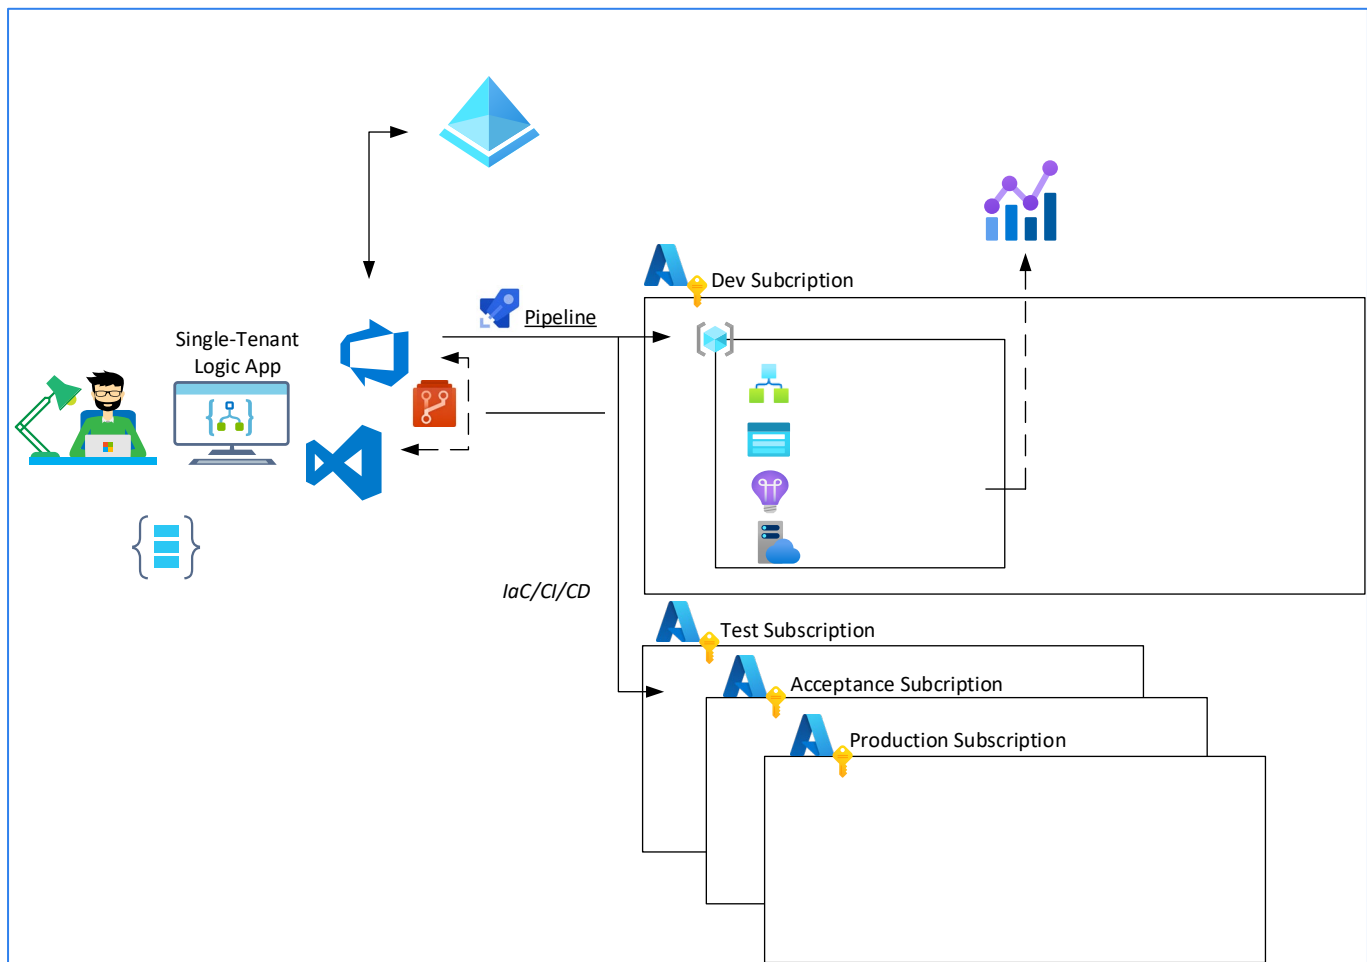 Dev Subcription
Pipeline
Single-Tenant
Logic App
IaC/CI/CD
Test Subscription
Acceptance Subcription
Production Subscription